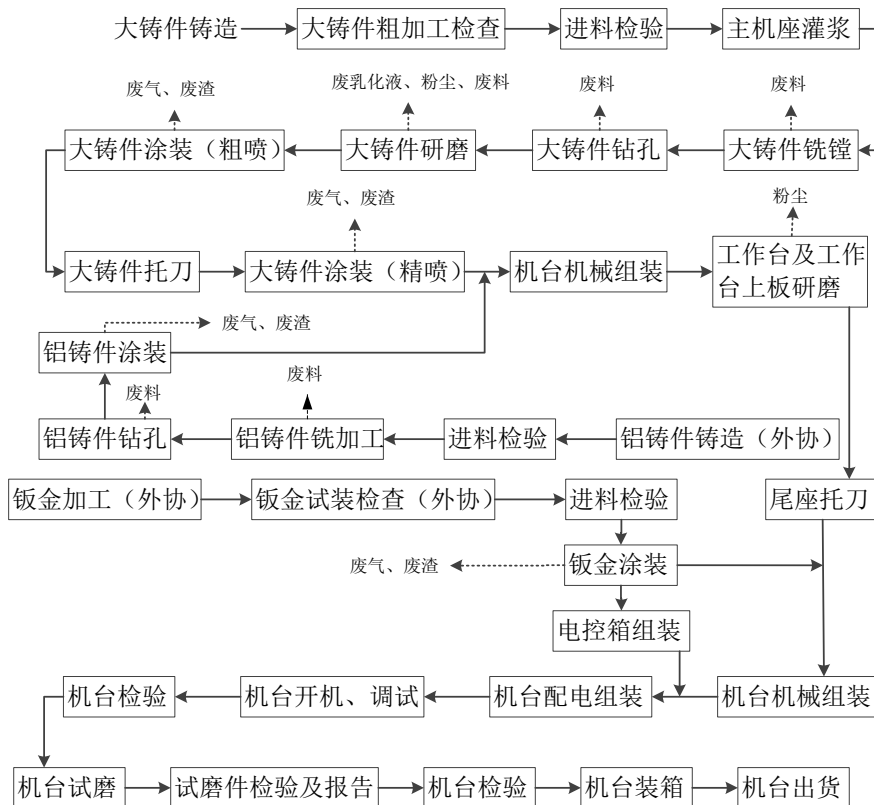 大铸件铸造
大铸件粗加工检查
进料检验
主机座灌浆
废气、废渣
废乳化液、粉尘、废料
废料
废料
大铸件涂装（粗喷）
大铸件研磨
大铸件钻孔
大铸件铣镗
废气、废渣
粉尘
大铸件托刀
大铸件涂装（精喷）
机台机械组装
工作台及工作
台上板研磨
废气、废渣
铝铸件涂装
废料
废料
铝铸件钻孔
铝铸件铣加工
进料检验
铝铸件铸造（外协）
钣金加工（外协）
钣金试装检查（外协）
进料检验
尾座托刀
废气、废渣
钣金涂装
电控箱组装
机台检验
机台开机、调试
机台配电组装
机台机械组装
机台试磨
试磨件检验及报告
机台检验
机台装箱
机台出货